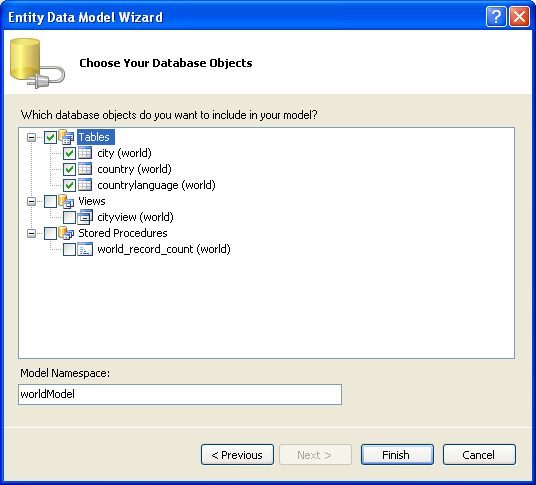 Entity Data Model Wizard
Choose Your Database Objects
Which database objects do you want to include in your model?
Tables
city (world)
country (world)
countrylanguage (world)
Views
cityview (world)
Stored Procedures
world_record_count (world)
Model Namespace:
worldModel
< Previous Next > Finish Cancel